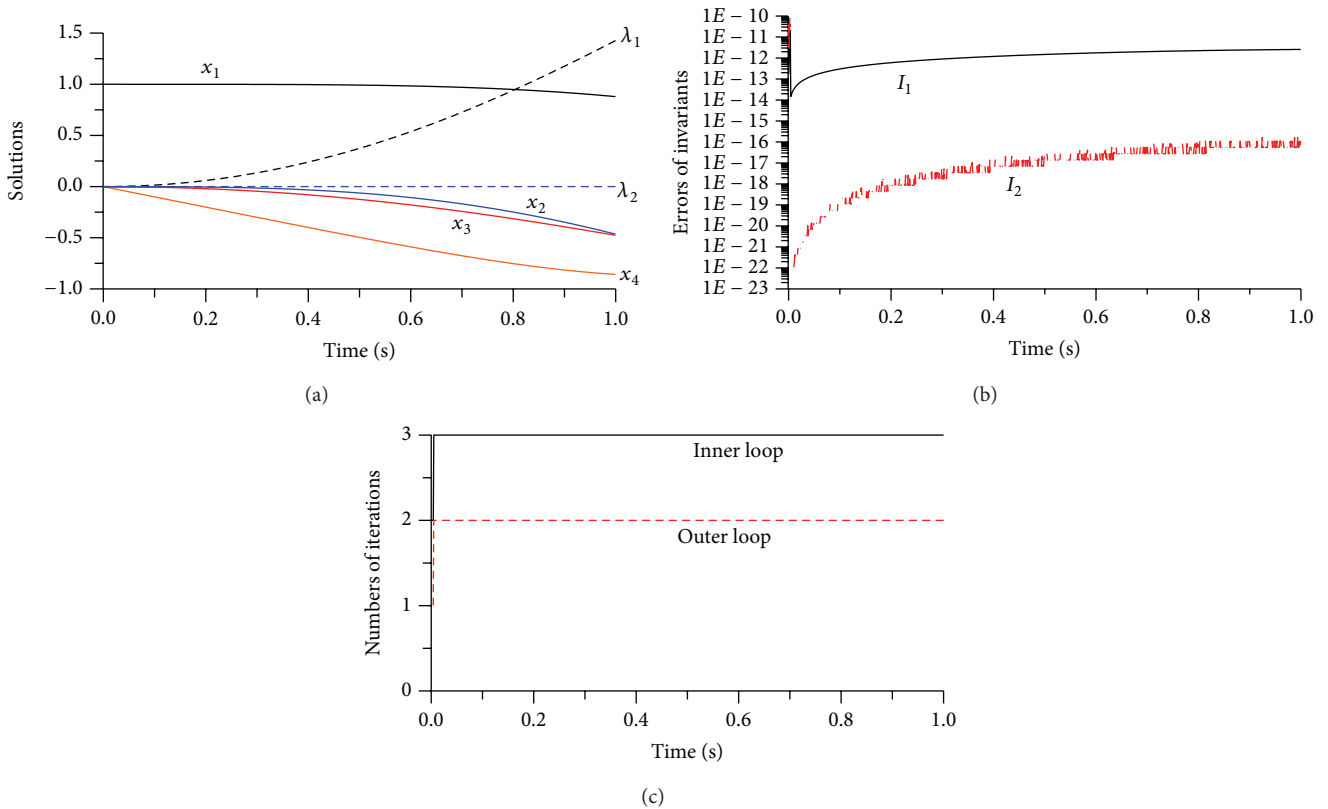 1.5
1.0
0.5
0.0
−0.5
−1.0
Solutions
λ1
x1
λ2
x2
x3
x4
0.0 0.2 0.4 0.6 0.8 1.0
Time (s)
(a)
1E − 10
1E − 11
1E − 12
1E − 13
1E − 14
1E − 15
1E − 16
1E − 17
1E − 18
1E − 19
1E − 20
1E − 21
1E − 22
1E − 23
Errors of invariants
I1
I2
0.0 0.2 0.4 0.6 0.8 1.0
Time (s)
(b)
3
2
1
0
Numbers of iterations
Inner loop
Outer loop
0.0 0.2 0.4 0.6 0.8 1.0
Time (s)
(c)